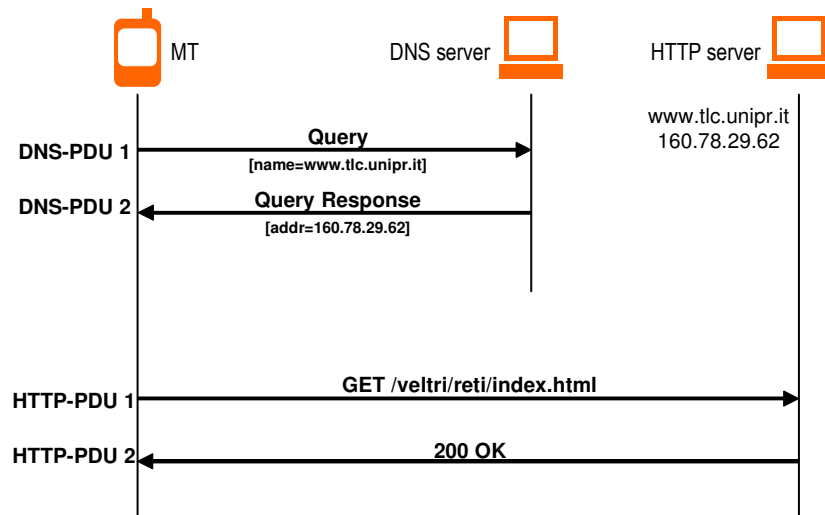 MT
DNS server
HTTP server
www.tlc.unipr.it
160.78.29.62
DNS-PDU 1
Query
[name=www.tlc.unipr.it]
DNS-PDU 2
Query Response
[addr=160.78.29.62]
HTTP-PDU 1
GET /veltri/reti/index.html
HTTP-PDU 2
200 OK